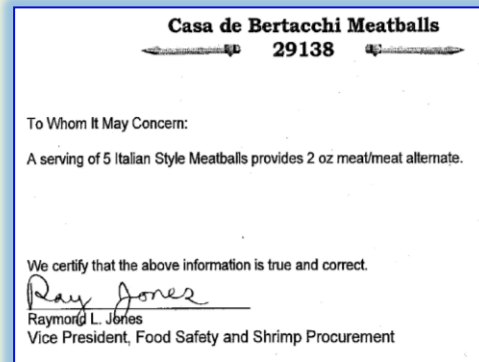 Casa de Bertacchi Meatballs
29138
To Whom It May Concern:
A serving of 5 Italian Style Meatballs provides 2 oz meat/meat alternate.
We certify that the above information is true and correct.
Ray Jones
Raymond L. Jones
Vice President, Food Safety and Shrimp Procurement